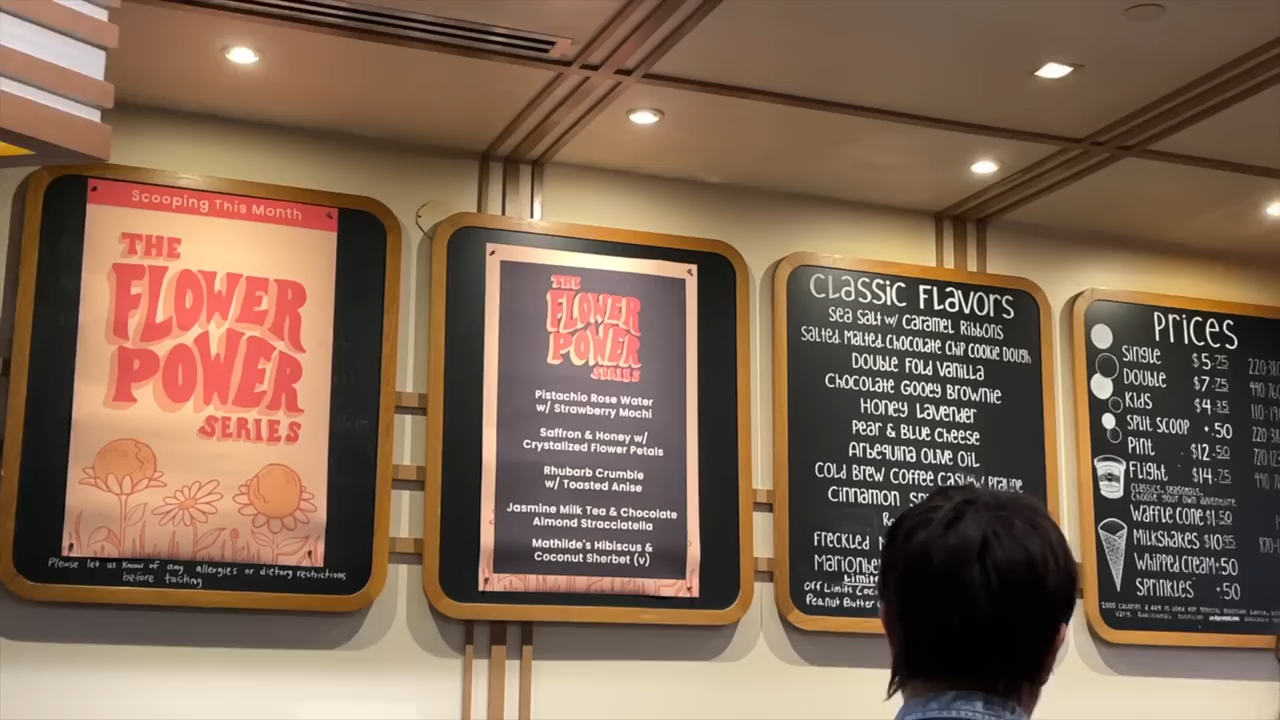 Scooping This Month
THE
FLOWER
POWER
SERIES
Please let us know of any allergies or dietary restrictions
before tasting
THE
FLOWER
POWER
SERIES
Pistachio Rose Water
w/ Strawberry Mochi
Saffron & Honey w/
Crystalized Flower Petals
Rhubarb Crumble
w/ Toasted Anise
Jasmine Milk Tea & Chocolate
Almond Stracciatella
Mathilde's Hibiscus &
Coconut Sherbet (v)
Classic Flavors
Sea Salt w/ Caramel Ribbons
Salted Malted Chocolate Chip Cookie Dough
Double Fold Vanilla
Chocolate Gooey Brownie
Honey Lavender
Pear & Blue Cheese
Arbequina Olive Oil
Cold Brew Coffee Cashew Praline
Cinnamon
Freckled
Off Limits
Peanut Butter
Prices
Single $5.75
Double $7.75
Kids $4.35
Split Scoop +.50
Pint $12.50
Flight $14.75
Classics, seasonals,
Choose your own adventure.
Waffle Cone $1.50
Milkshakes $10.95
Whipped Cream +.50
Sprinkles +.50